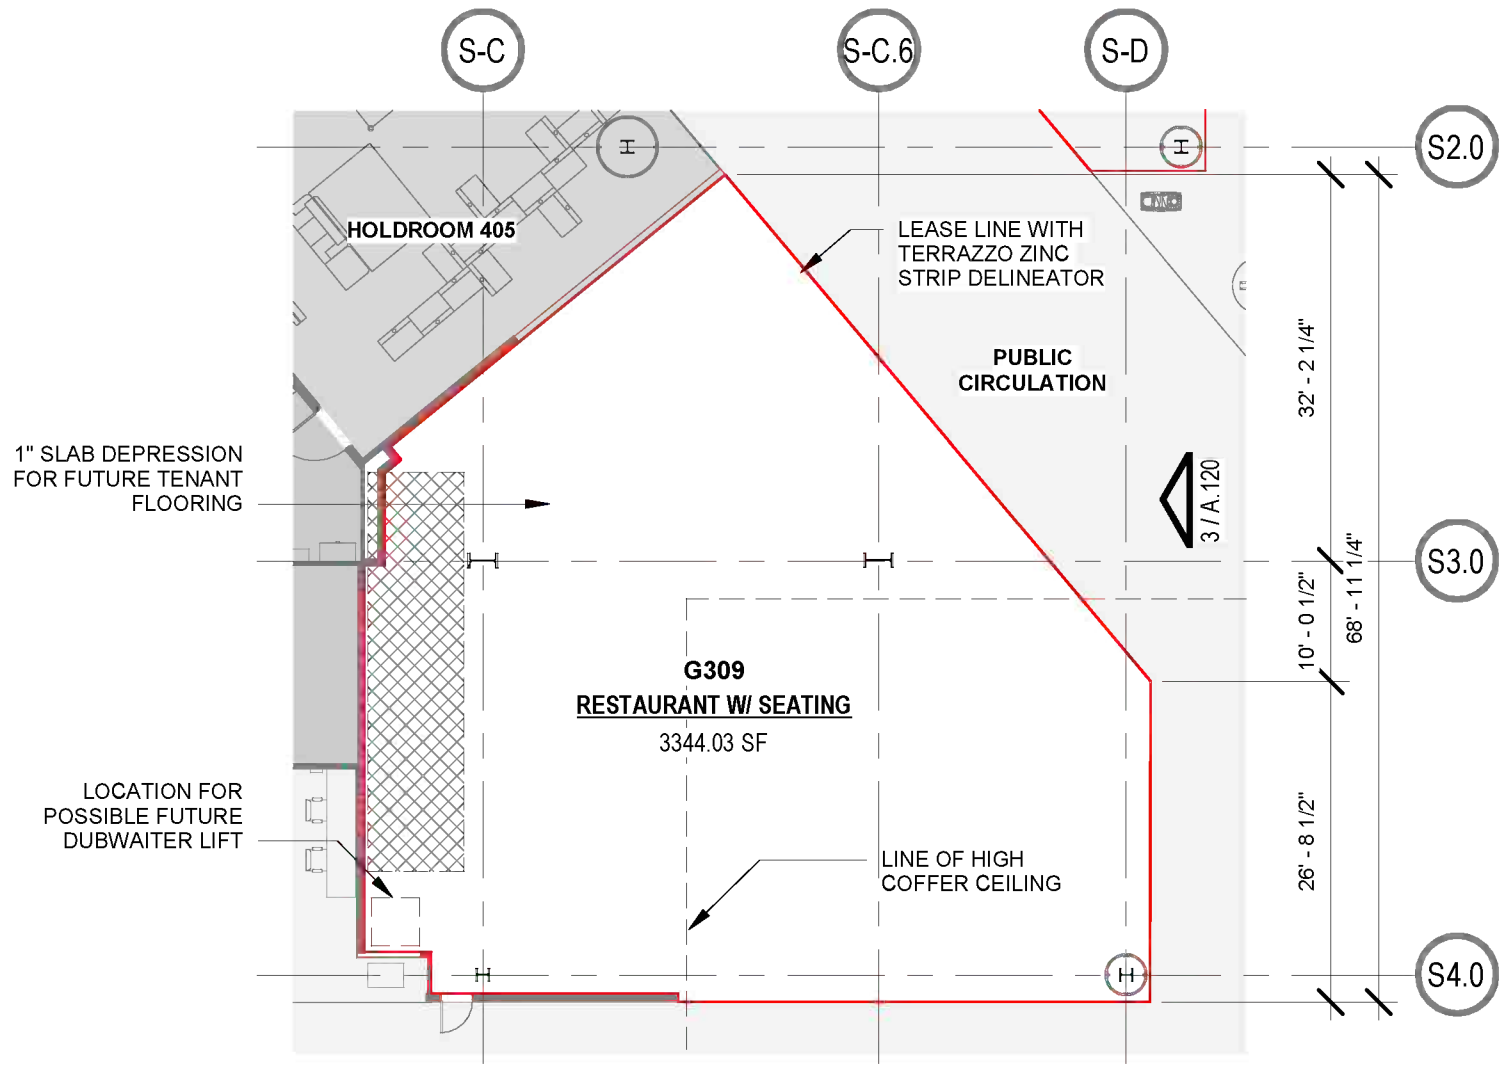 S-C
S-C.6
S-D
S2.0
HOLDROOM 405
LEASE LINE WITH
TERRAZZO ZINC
STRIP DELINEATOR
PUBLIC
CIRCULATION
32' - 2 1/4"
1" SLAB DEPRESSION
FOR FUTURE TENANT
FLOORING
3 / A.120
S3.0
10' - 0 1/2"
68' - 11 1/4"
G309
RESTAURANT W/ SEATING
3344.03 SF
LOCATION FOR
POSSIBLE FUTURE
DUBWAITER LIFT
LINE OF HIGH
COFFER CEILING
26' - 8 1/2"
S4.0